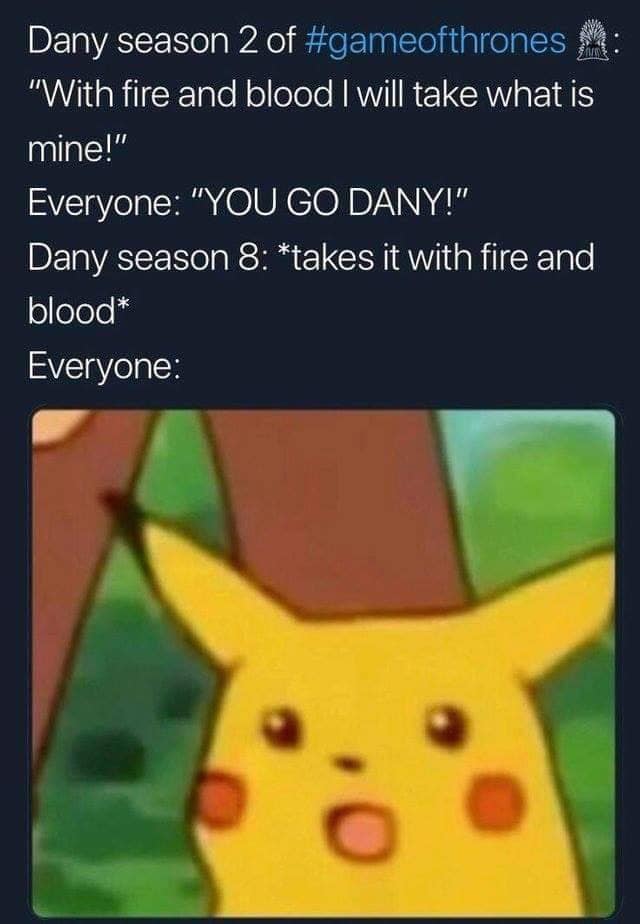 Dany season 2 of #gameofthrones :
"With fire and blood I will take what is
mine!"
Everyone: "YOU GO DANY!"
Dany season 8: *takes it with fire and
blood*
Everyone: